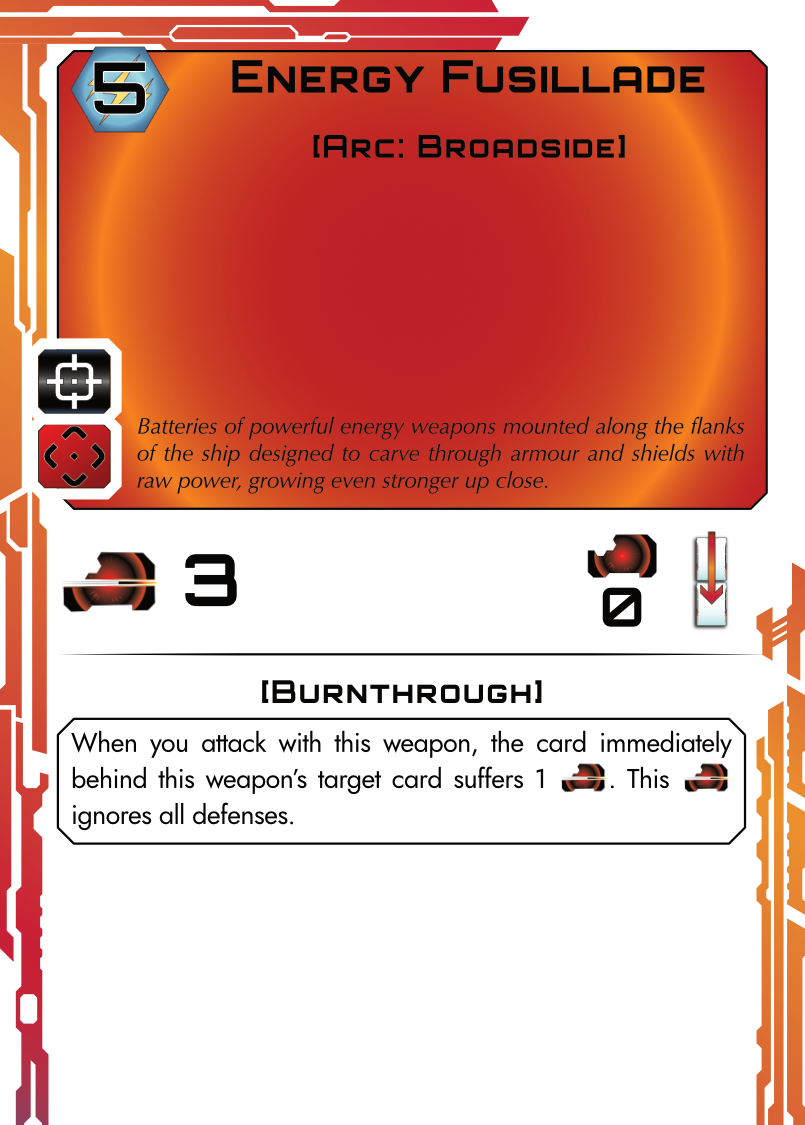 5
Energy Fusillade
[Arc: Broadside]
Batteries of powerful energy weapons mounted along the flanks
of the ship designed to carve through armour and shields with
raw power, growing even stronger up close.
3
0
[Burnthrough]
When you attack with this weapon, the card immediately
behind this weapon's target card suffers 1 . This
ignores all defenses.